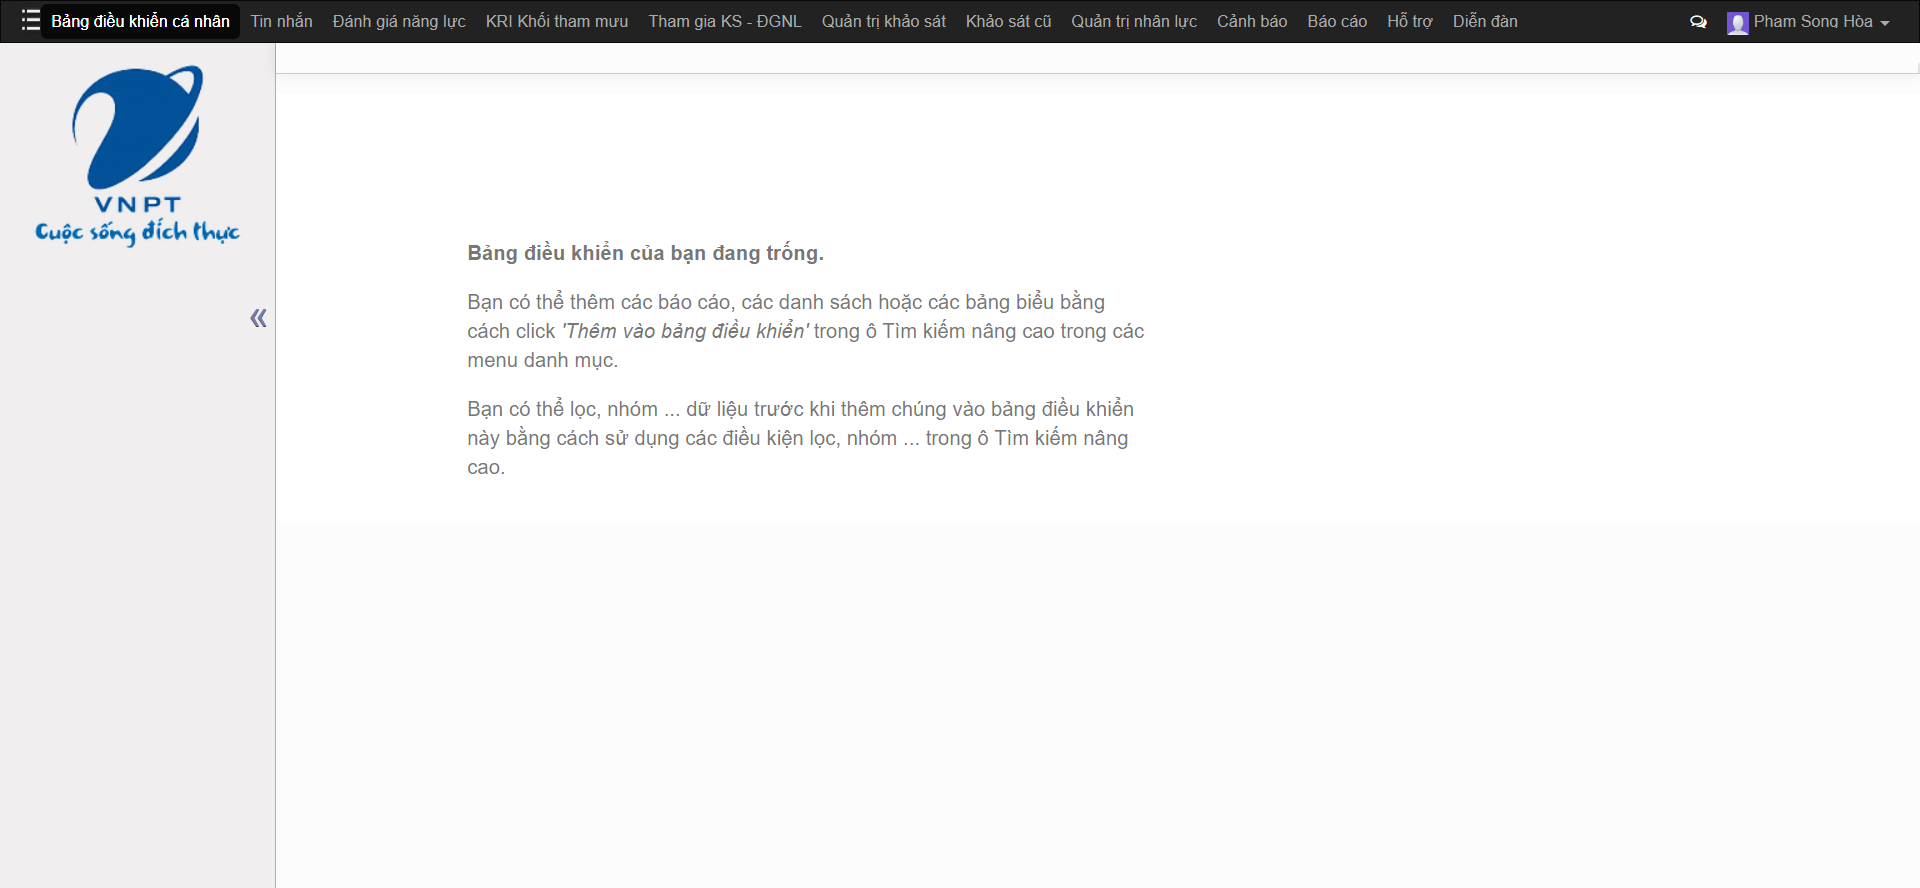 Bảng điều khiển cá nhân Tin nhắn Đánh giá năng lực KRI Khối tham mưu Tham gia KS - ĐGNL Quản trị khảo sát Khảo sát cũ Quản trị nhân lực Cảnh báo Báo cáo Hỗ trợ Diễn đàn Phạm Song Hòa
VNPT
Cuộc sống đích thực
Bảng điều khiển của bạn đang trống.
Bạn có thể thêm các báo cáo, các danh sách hoặc các bảng biểu bằng
cách click 'Thêm vào bảng điều khiển' trong ô Tìm kiếm nâng cao trong các
menu danh mục.
Bạn có thể lọc, nhóm ... dữ liệu trước khi thêm chúng vào bảng điều khiển
này bằng cách sử dụng các điều kiện lọc, nhóm ... trong ô Tìm kiếm nâng
cao.